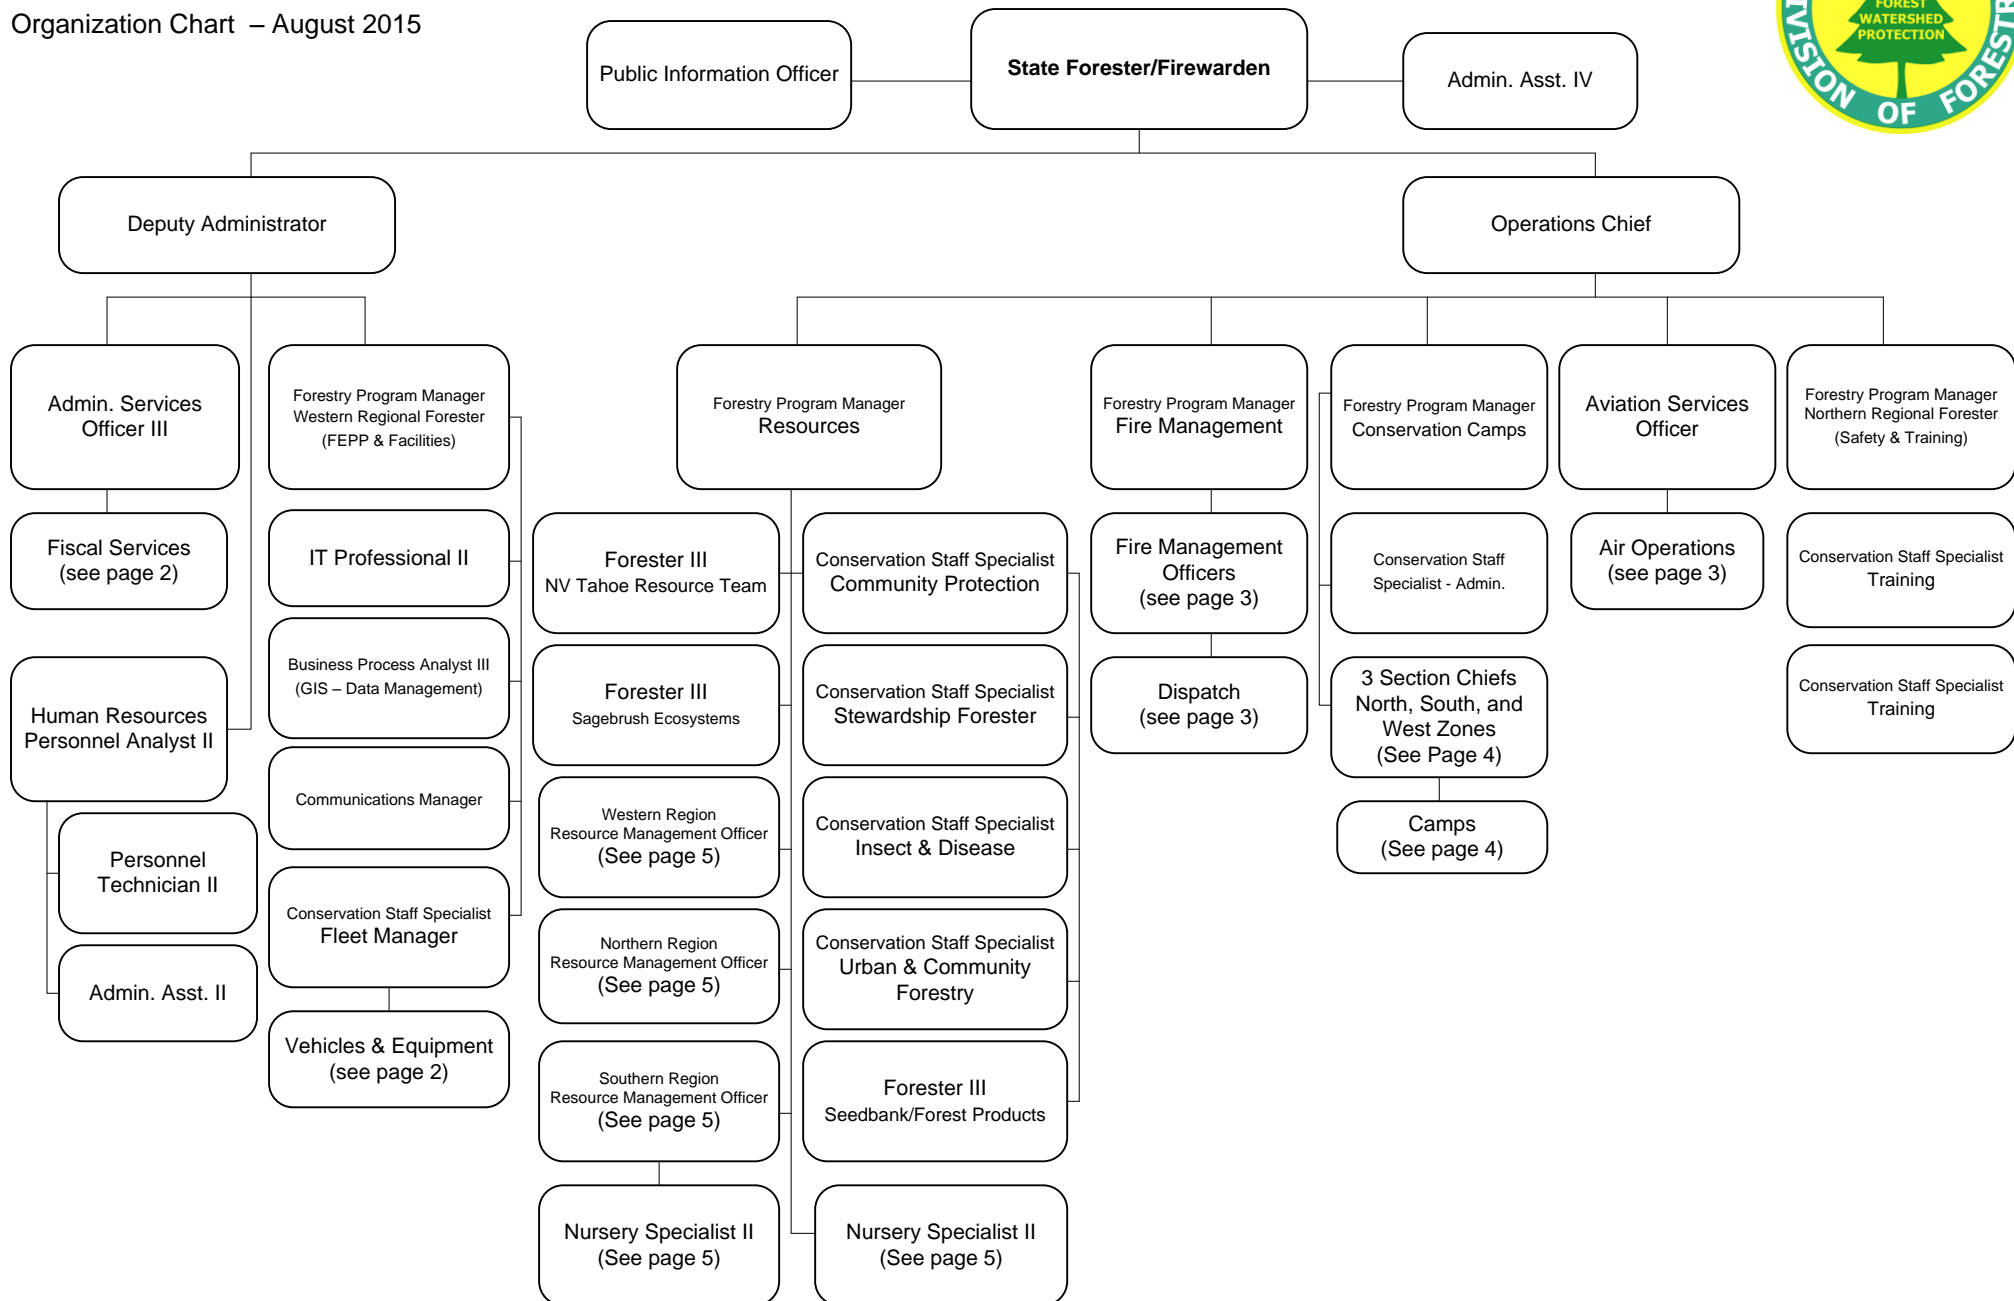 Organization Chart – August 2015
FOREST
WATERSHED
PROTECTION
OF
Public Information Officer
State Forester/Firewarden
Admin. Asst. IV
Deputy Administrator
Operations Chief
Admin. Services
Officer III
Forestry Program Manager
Western Regional Forester
(FEPP & Facilities)
Forestry Program Manager
Resources
Forestry Program Manager
Fire Management
Forestry Program Manager
Conservation Camps
Aviation Services
Officer
Forestry Program Manager
Northern Regional Forester
(Safety & Training)
Fiscal Services
(see page 2)
IT Professional II
Forester III
NV Tahoe Resource Team
Conservation Staff Specialist
Community Protection
Fire Management
Officers
(see page 3)
Conservation Staff
Specialist - Admin.
Air Operations
(see page 3)
Conservation Staff Specialist
Training
Human Resources
Personnel Analyst II
Business Process Analyst III
(GIS – Data Management)
Forester III
Sagebrush Ecosystems
Conservation Staff Specialist
Stewardship Forester
Dispatch
(see page 3)
3 Section Chiefs
North, South, and
West Zones
(See Page 4)
Conservation Staff Specialist
Training
Communications Manager
Western Region
Resource Management Officer
(See page 5)
Conservation Staff Specialist
Insect & Disease
Camps
(See page 4)
Personnel
Technician II
Conservation Staff Specialist
Fleet Manager
Northern Region
Resource Management Officer
(See page 5)
Conservation Staff Specialist
Urban & Community
Forestry
Admin. Asst. II
Vehicles & Equipment
(see page 2)
Southern Region
Resource Management Officer
(See page 5)
Forester III
Seedbank/Forest Products
Nursery Specialist II
(See page 5)
Nursery Specialist II
(See page 5)